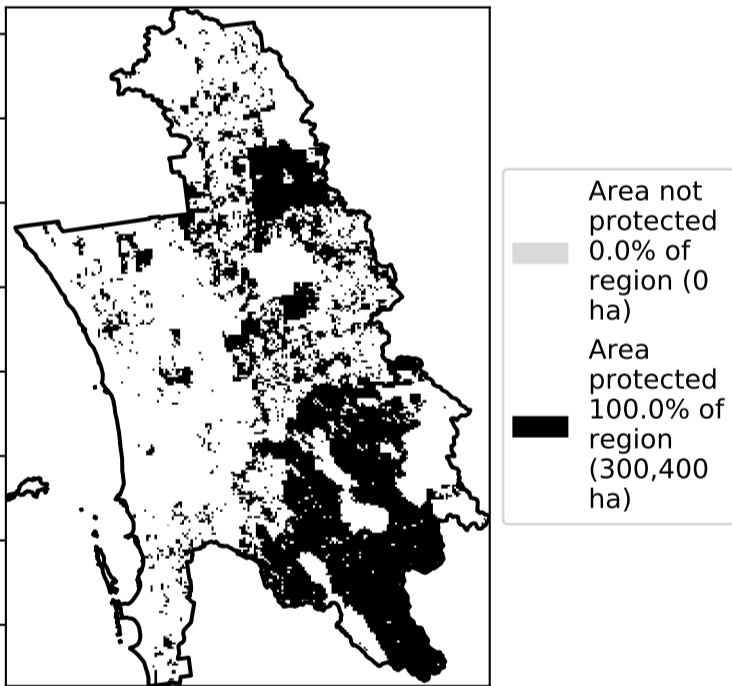 Area not
protected
0.0% of
region (0
ha)
Area
protected
100.0% of
region
(300,400
ha)